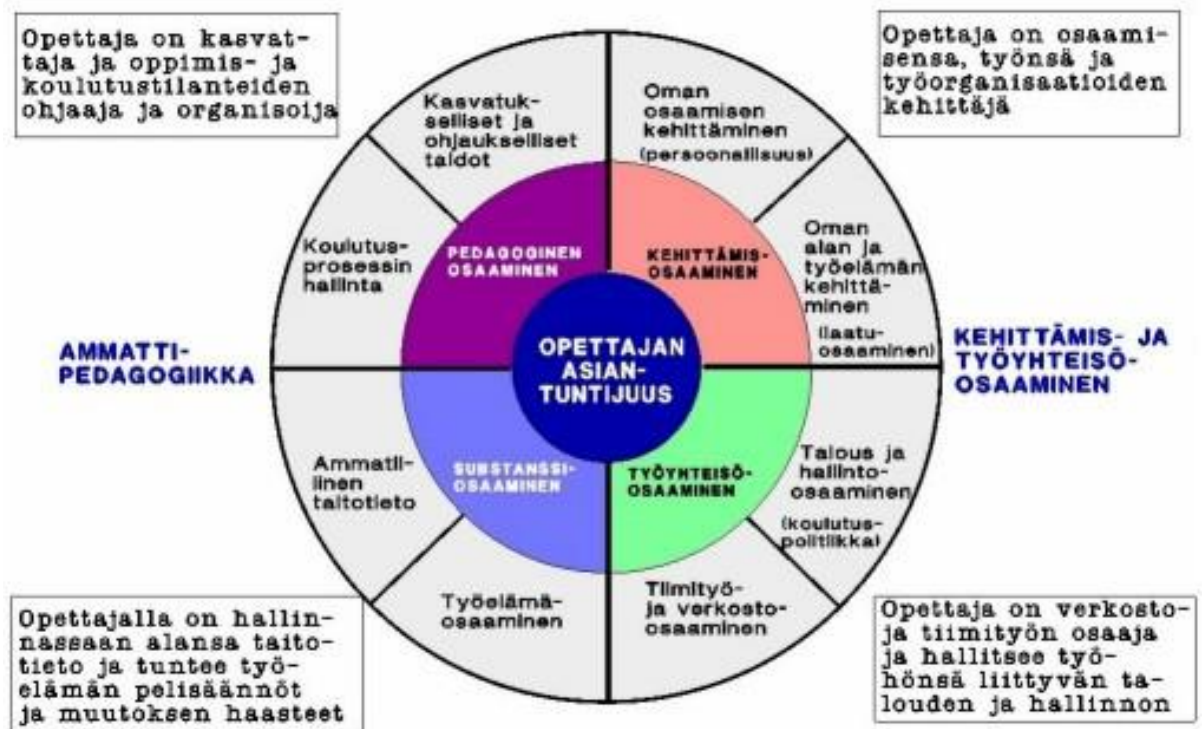 Opettaja on kasvat-
taja ja oppimis- ja
koulutustilanteiden
ohjaaja ja organisoija
Opettaja on osaami-
sensa, työnsä ja
työorganisaatioiden
kehittäjä
Kasvatuk-
selliset ja
ohjaukselliset
taidot
Oman
osaamisen
kehittäminen
(persoonallisuus)
Koulutus-
prosessin
hallinta
PEDAGOGINEN
OSAAMINEN
KEHITTÄMIS-
OSAAMINEN
Oman
alan ja
työelämän
kehittä-
minen
(laatu-
osaaminen)
AMMATTI-
PEDAGOGIIKKA
OPETTAJAN
ASIAN-
TUNTIJUUS
KEHITTÄMIS- JA
TYÖYHTEISÖ-
OSAAMINEN
Ammatil-
linen
taitotieto
SUBSTANSSI-
OSAAMINEN
TYÖYHTEISÖ-
OSAAMINEN
Talous ja
hallinto-
osaaminen
(koulutus-
politiikka)
Työelämä-
osaaminen
Tiimityö-
ja verkosto-
osaaminen
Opettajalla on hallin-
nassaan alansa taito-
tieto ja tuntee työ-
elämän pelisäännöt
ja muutoksen haasteet
Opettaja on verkosto-
ja tiimityön osaaja
ja hallitsee työ-
hönsä liittyvän ta-
louden ja hallinnon